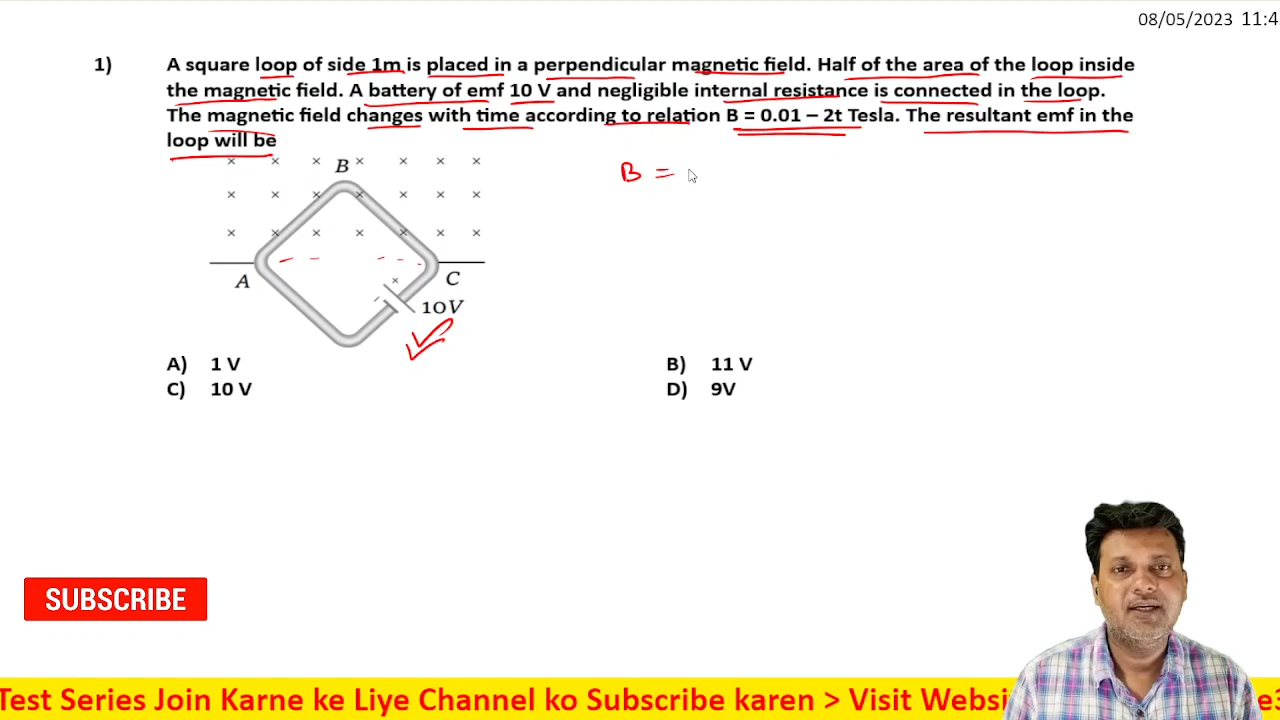 08/05/2023 11:4
1) A square loop of side 1m is placed in a perpendicular magnetic field. Half of the area of the loop inside
the magnetic field. A battery of emf 10 V and negligible internal resistance is connected in the loop.
The magnetic field changes with time according to relation B = 0.01 – 2t Tesla. The resultant emf in the
loop will be
B
B =
A
C
10V
A) 1 V
B) 11 V
C) 10 V
D) 9V
SUBSCRIBE
Test Series Join Karne ke Liye Channel ko Subscribe karen > Visit Websi